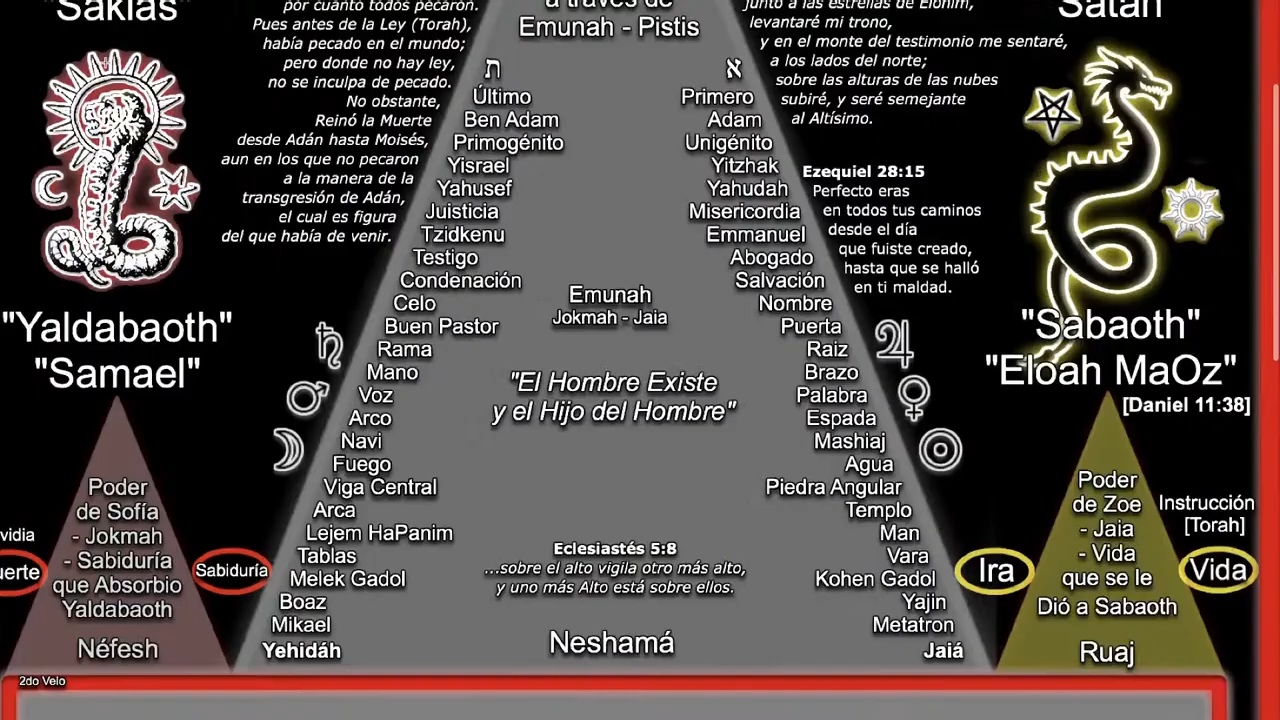 "Saklas"
por cuanto todos pecaron.
Pues antes de la Ley (Torah),
había pecado en el mundo;
pero donde no hay ley,
no se inculpa de pecado.
No obstante,
Reinó la Muerte
desde Adán hasta Moisés,
aun en los que no pecaron
a la manera de la
transgresión de Adán,
el cual es figura
del que había de venir.
"Yaldabaoth"
"Samael"
Poder
de Sofía
- Jokmah
- Sabiduría
que Absorbio
Yaldabaoth
Néfesh
vidia
uerte
Sabiduría
a través de
Emunah - Pistis
ת
Último
Ben Adam
Primogénito
Yisrael
Yahusef
Juisticia
Tzidkenu
Testigo
Condenación
Celo
Buen Pastor
Rama
Mano
Voz
Arco
Navi
Fuego
Viga Central
Arca
Lejem HaPanim
Tablas
Melek Gadol
Boaz
Mikael
Yehidáh
Emunah
Jokmah - Jaia
"El Hombre Existe
y el Hijo del Hombre"
Eclesiastés 5:8
...sobre el alto vigila otro más alto,
y uno más Alto está sobre ellos.
Neshamá
א
Primero
Adam
Unigénito
Yitzhak
Yahudah
Misericordia
Emmanuel
Abogado
Salvación
Nombre
Puerta
Raiz
Brazo
Palabra
Espada
Mashiaj
Agua
Piedra Angular
Templo
Man
Vara
Kohen Gadol
Yajin
Metatron
Jaiá
junto a las estrellas de Elohim,
levantaré mi trono,
y en el monte del testimonio me sentaré,
a los lados del norte;
sobre las alturas de las nubes
subiré, y seré semejante
al Altísimo.
Ezequiel 28:15
Perfecto eras
en todos tus caminos
desde el día
que fuiste creado,
hasta que se halló
en ti maldad.
Satán
"Sabaoth"
"Eloah MaOz"
[Daniel 11:38]
Poder
de Zoe
- Jaia
- Vida
que se le
Dió a Sabaoth
Ruaj
Ira
Instrucción
[Torah]
Vida
2do Velo